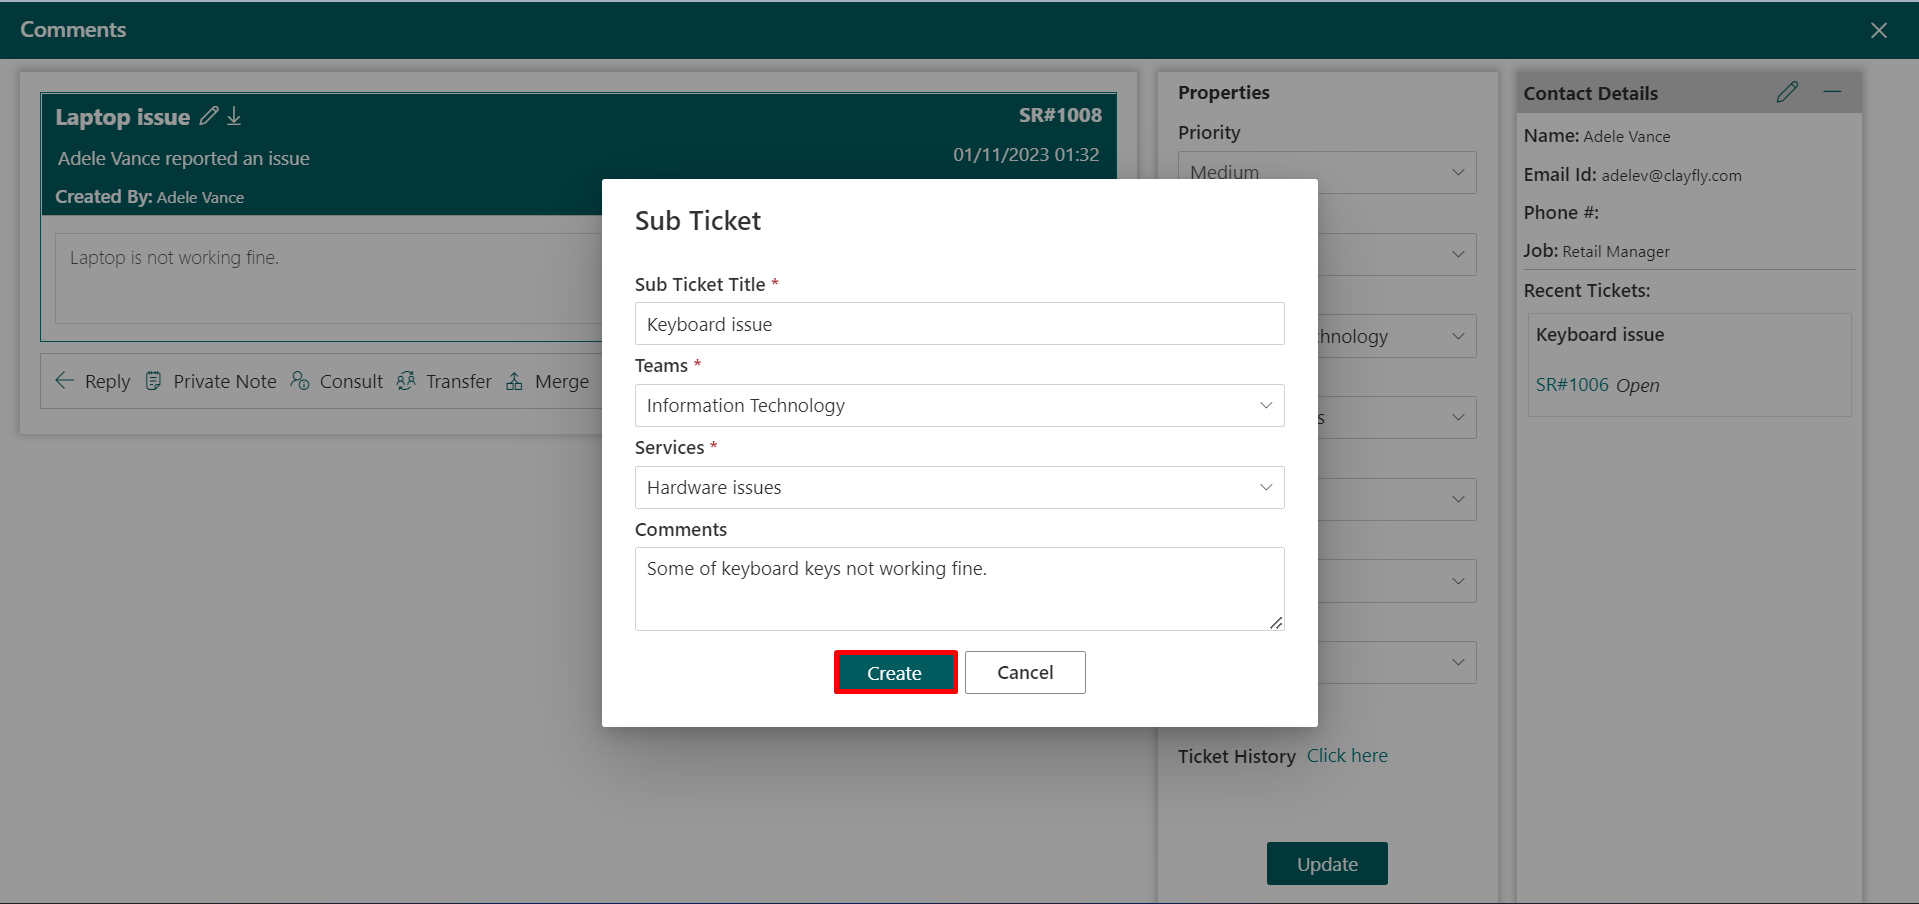 Comments
Laptop issue
SR#1008
Adele Vance reported an issue
01/11/2023 01:32
Created By: Adele Vance
Laptop is not working fine.
Reply Private Note Consult Transfer Merge
Sub Ticket
Sub Ticket Title *
Keyboard issue
Teams *
Information Technology
Services *
Hardware issues
Comments
Some of keyboard keys not working fine.
Create Cancel
Properties
Priority
Medium
Ticket History Click here
Update
Contact Details
Name: Adele Vance
Email Id: adelev@clayfly.com
Phone #:
Job: Retail Manager
Recent Tickets:
Keyboard issue
SR#1006 Open